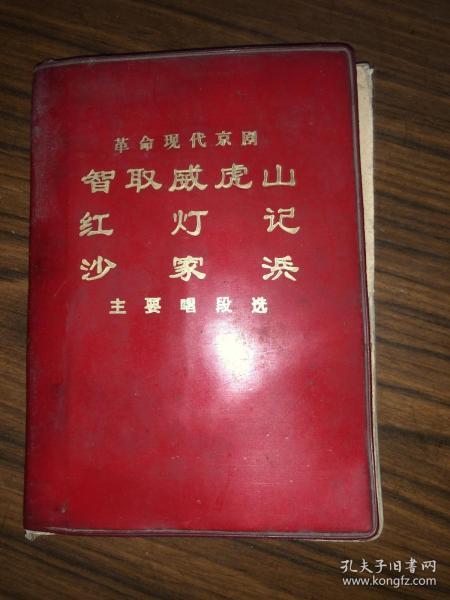 革命现代京剧
智取威虎山
红灯记
沙家浜
主要唱段选
孔夫子旧书网
www.kongfz.com